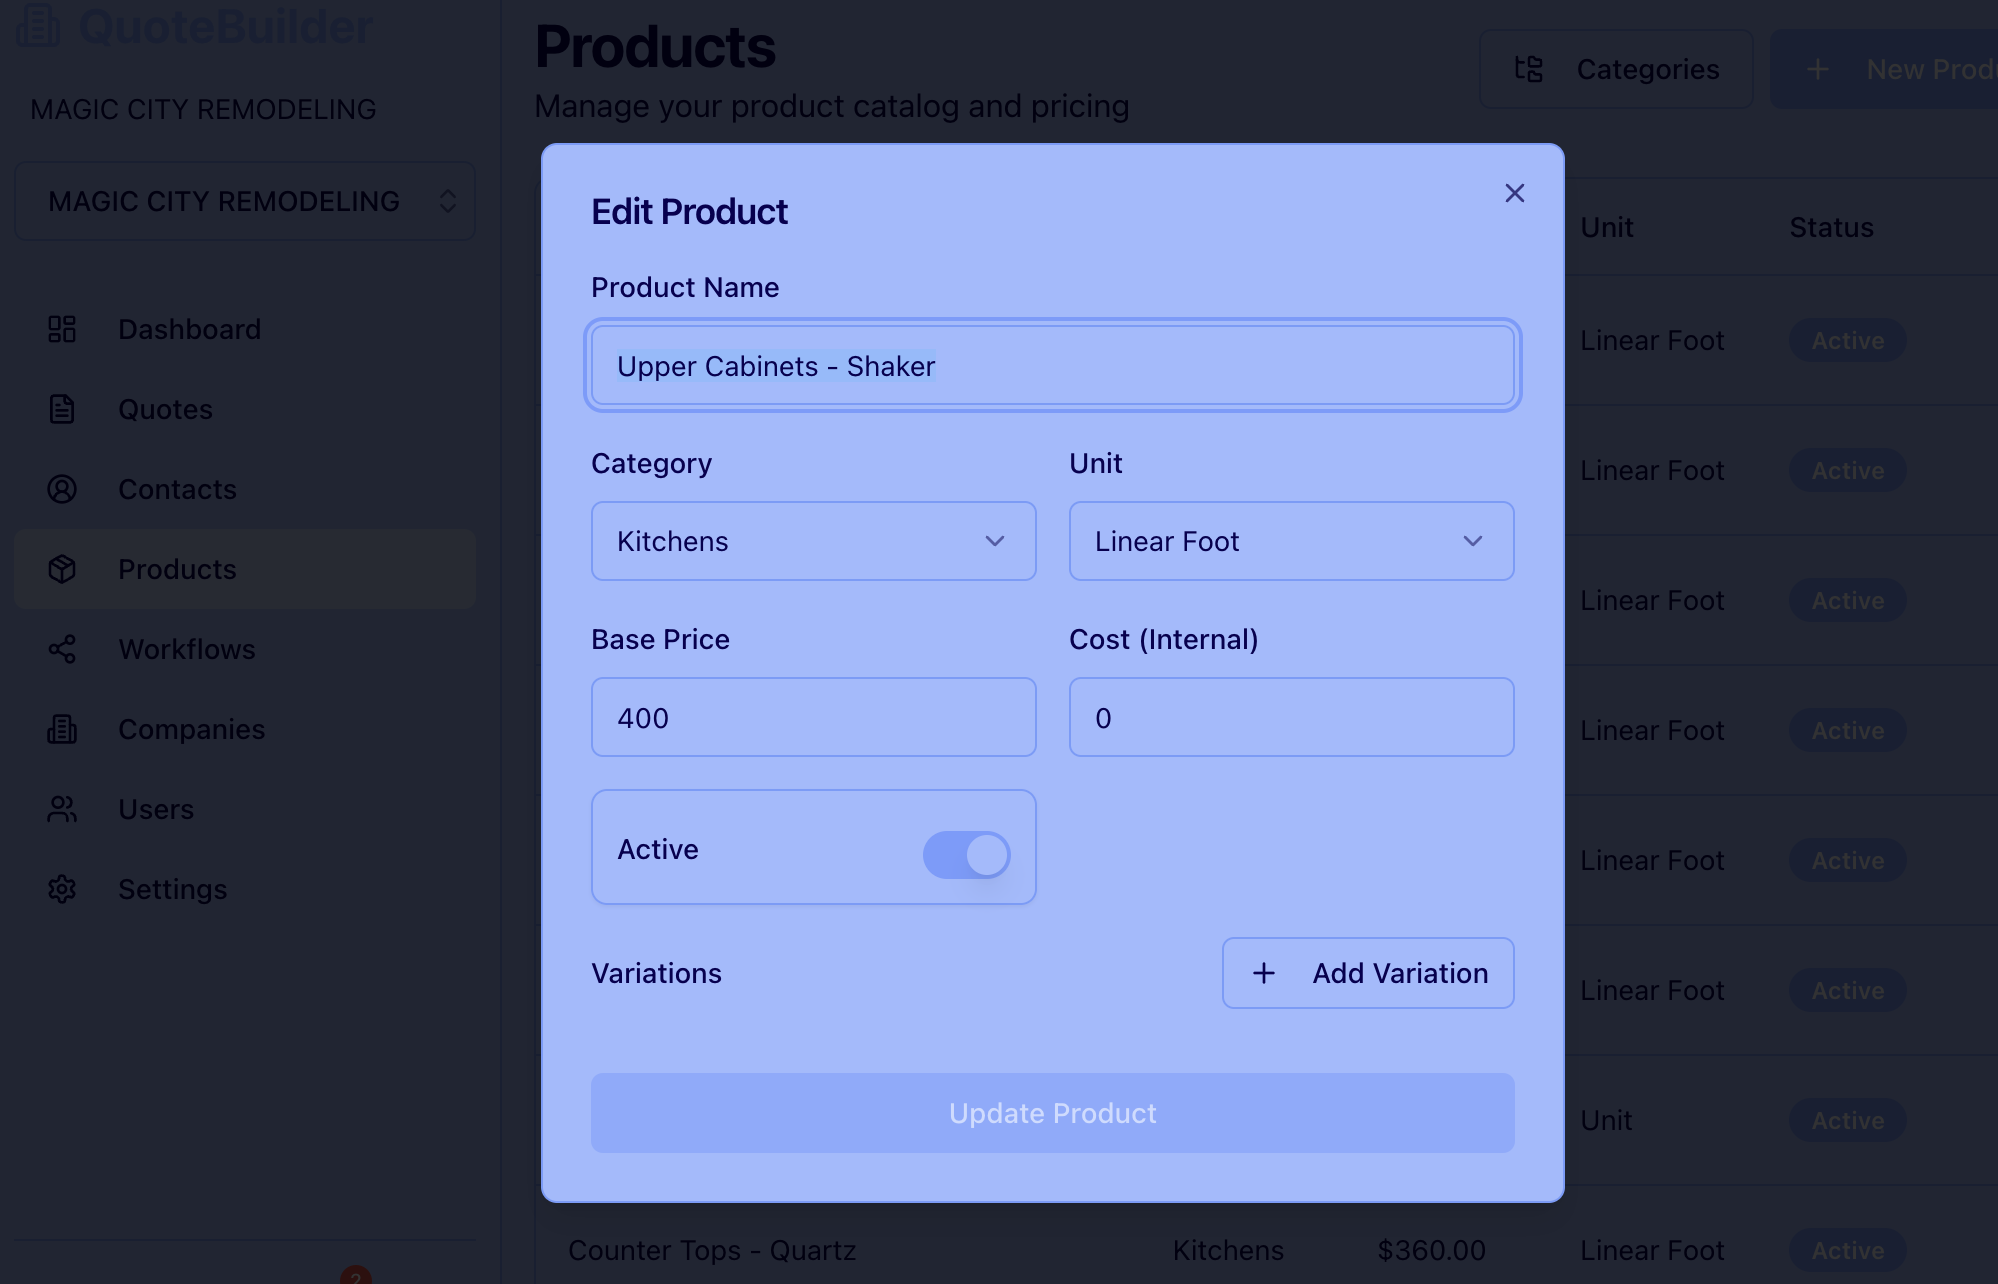 QuoteBuilder
MAGIC CITY REMODELING
MAGIC CITY REMODELING
Dashboard
Quotes
Contacts
Products
Workflows
Companies
Users
Settings
2
Products
Manage your product catalog and pricing
Categories
+ New Prod
Unit Status
Linear Foot Active
Linear Foot Active
Linear Foot Active
Linear Foot Active
Linear Foot Active
Linear Foot Active
Unit Active
Counter Tops - Quartz Kitchens $360.00 Linear Foot Active
Edit Product
Product Name
Upper Cabinets - Shaker
Category Unit
Kitchens Linear Foot
Base Price Cost (Internal)
400 0
Active
Variations + Add Variation
Update Product